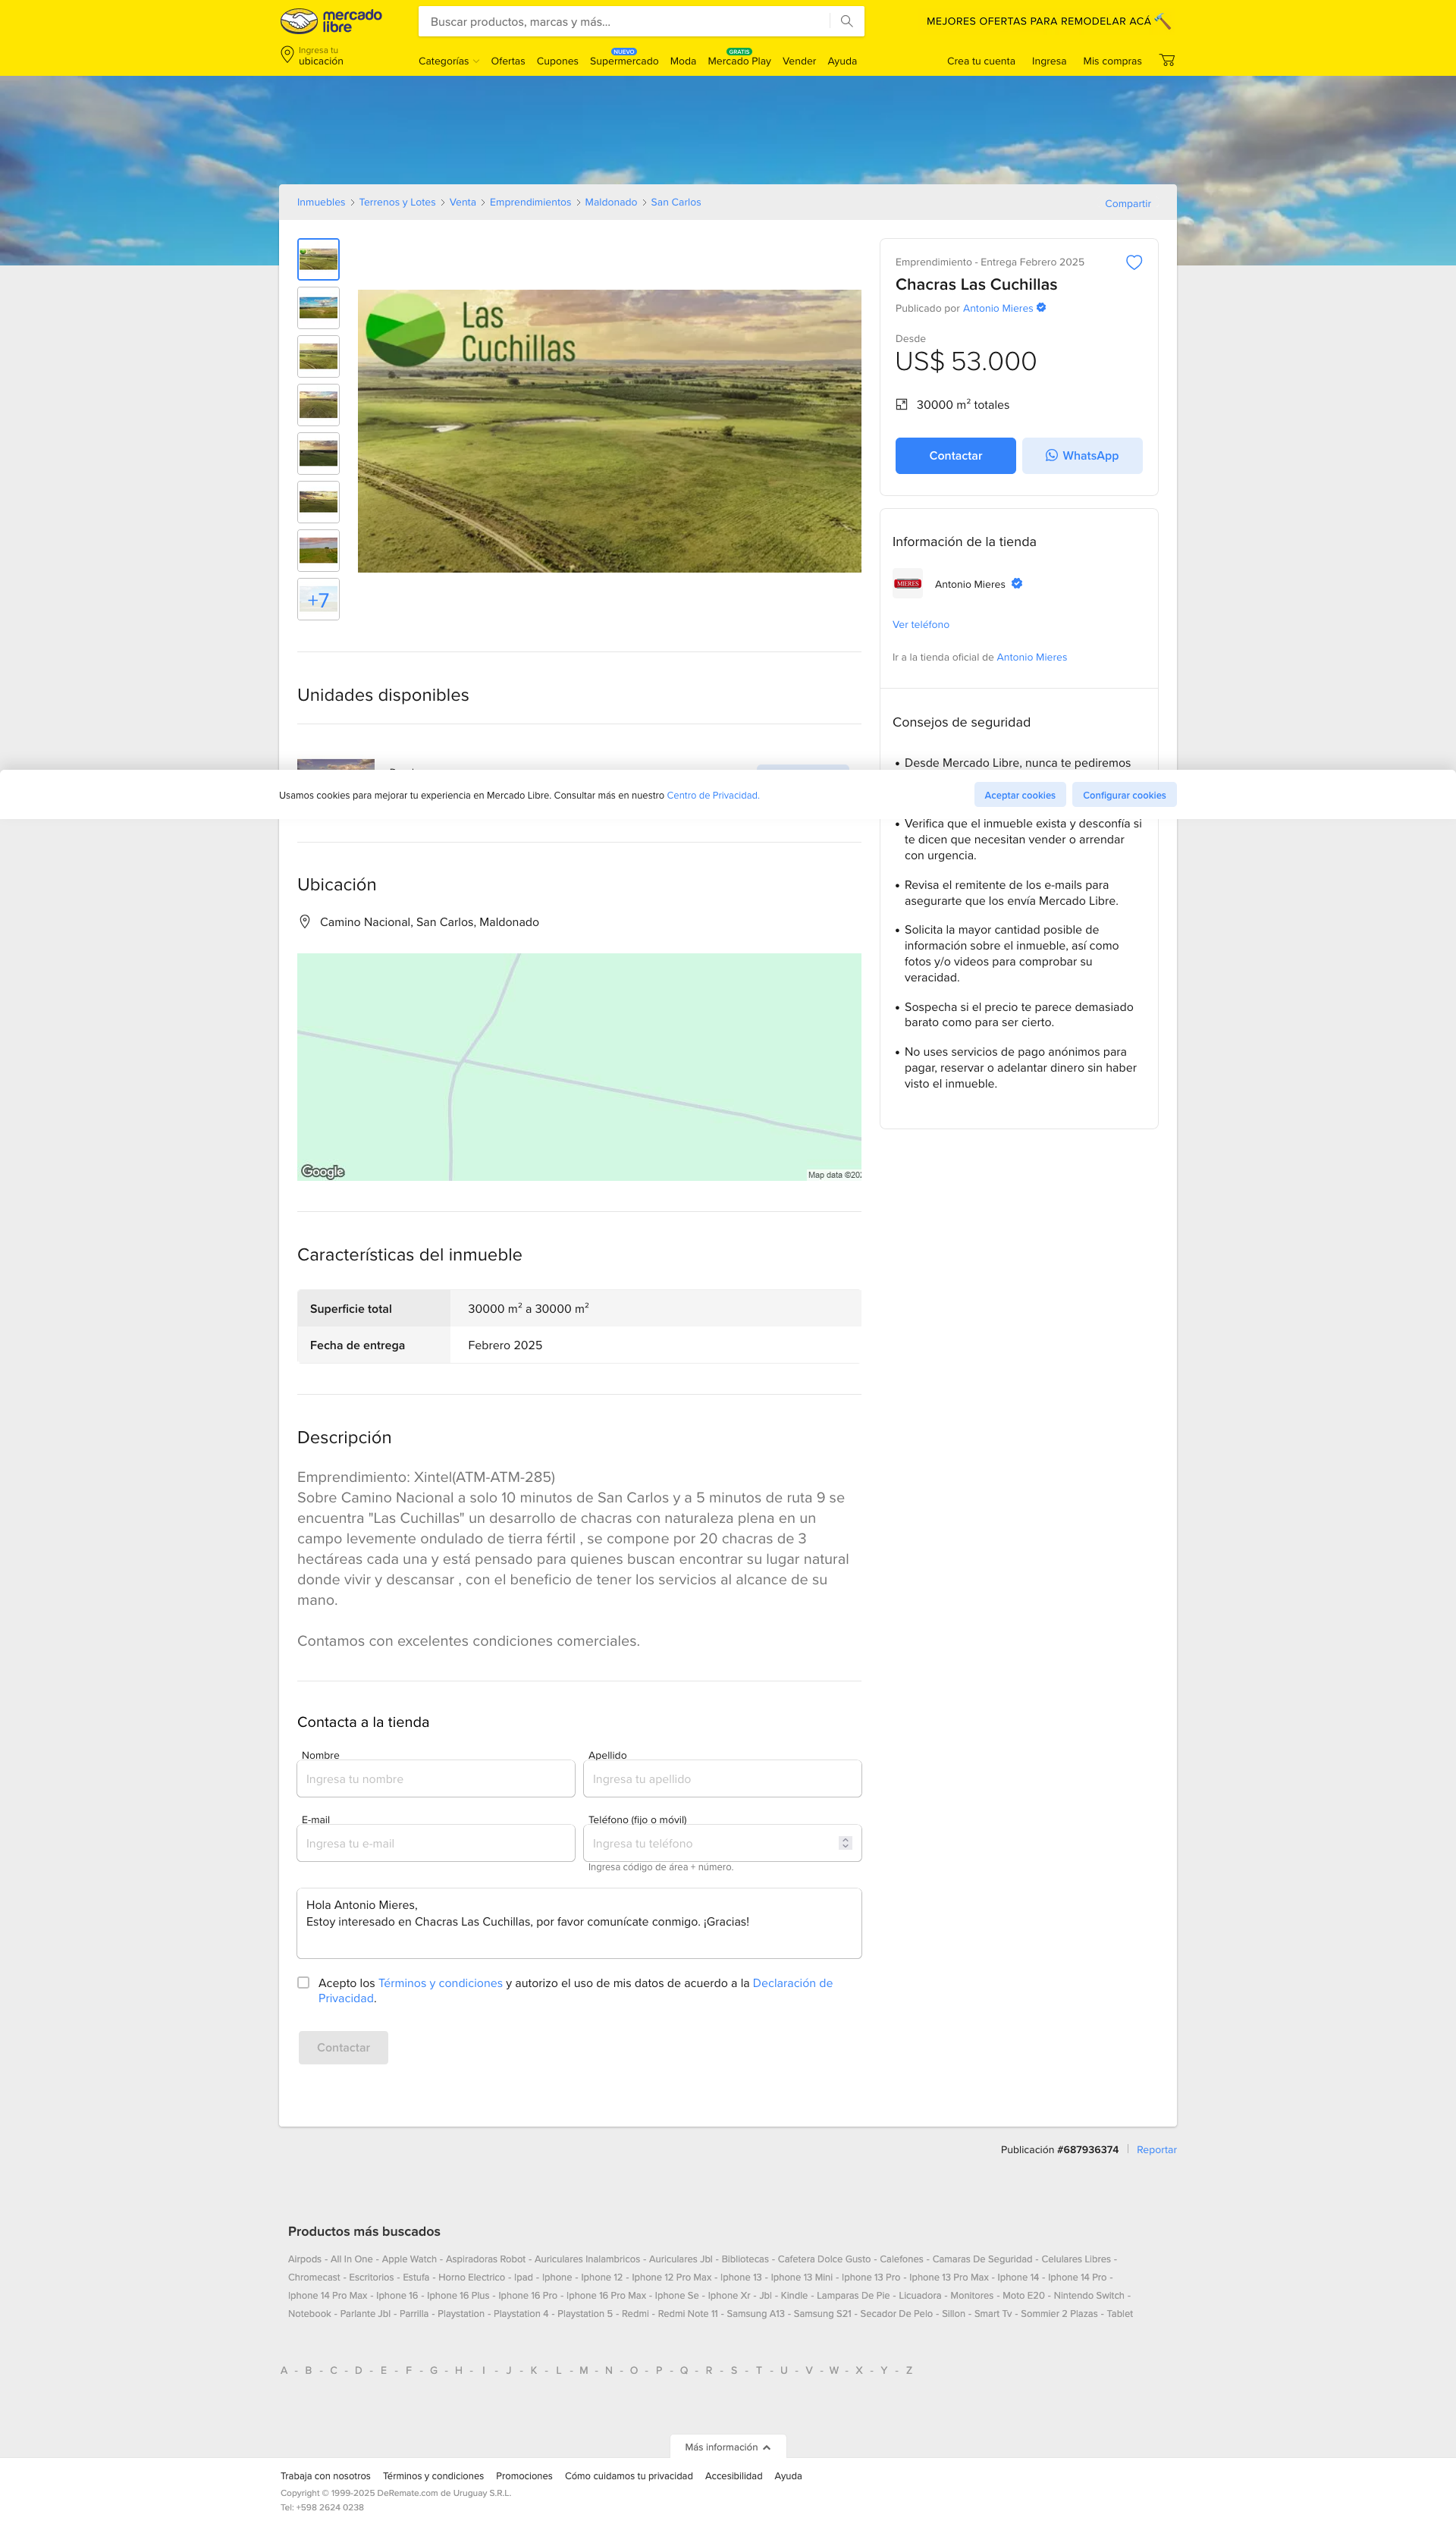 mercado
libre
Buscar productos, marcas y más...
MEJORES OFERTAS PARA REMODELAR ACÁ
Ingresa tu
ubicación
NUEVO
GRATIS
Categorías Ofertas Cupones Supermercado Moda Mercado Play Vender Ayuda
Crea tu cuenta Ingresa Mis compras
Inmuebles > Terrenos y Lotes > Venta > Emprendimientos > Maldonado > San Carlos
Compartir
Las
Cuchillas
+7
Emprendimiento - Entrega Febrero 2025
Chacras Las Cuchillas
Publicado por Antonio Mieres
Desde
US$ 53.000
30000 m² totales
Contactar
WhatsApp
Información de la tienda
MIERES
Antonio Mieres
Ver teléfono
Ir a la tienda oficial de Antonio Mieres
Unidades disponibles
Consejos de seguridad
• Desde Mercado Libre, nunca te pediremos
Usamos cookies para mejorar tu experiencia en Mercado Libre. Consultar más en nuestro Centro de Privacidad.
Aceptar cookies
Configurar cookies
• Verifica que el inmueble exista y desconfía si
te dicen que necesitan vender o arrendar
con urgencia.
• Revisa el remitente de los e-mails para
asegurarte que los envía Mercado Libre.
• Solicita la mayor cantidad posible de
información sobre el inmueble, así como
fotos y/o videos para comprobar su
veracidad.
• Sospecha si el precio te parece demasiado
barato como para ser cierto.
• No uses servicios de pago anónimos para
pagar, reservar o adelantar dinero sin haber
visto el inmueble.
Ubicación
Camino Nacional, San Carlos, Maldonado
Google
Map data ©202
Características del inmueble
Superficie total 30000 m² a 30000 m²
Fecha de entrega Febrero 2025
Descripción
Emprendimiento: Xintel(ATM-ATM-285)
Sobre Camino Nacional a solo 10 minutos de San Carlos y a 5 minutos de ruta 9 se
encuentra "Las Cuchillas" un desarrollo de chacras con naturaleza plena en un
campo levemente ondulado de tierra fértil , se compone por 20 chacras de 3
hectáreas cada una y está pensado para quienes buscan encontrar su lugar natural
donde vivir y descansar , con el beneficio de tener los servicios al alcance de su
mano.
Contamos con excelentes condiciones comerciales.
Contacta a la tienda
Nombre
Ingresa tu nombre
Apellido
Ingresa tu apellido
E-mail
Ingresa tu e-mail
Teléfono (fijo o móvil)
Ingresa tu teléfono
Ingresa código de área + número.
Hola Antonio Mieres,
Estoy interesado en Chacras Las Cuchillas, por favor comunícate conmigo. ¡Gracias!
Acepto los Términos y condiciones y autorizo el uso de mis datos de acuerdo a la Declaración de
Privacidad.
Contactar
Publicación #687936374 | Reportar
Productos más buscados
Airpods - All In One - Apple Watch - Aspiradoras Robot - Auriculares Inalambricos - Auriculares Jbl - Bibliotecas - Cafetera Dolce Gusto - Calefones - Camaras De Seguridad - Celulares Libres -
Chromecast - Escritorios - Estufa - Horno Electrico - Ipad - Iphone - Iphone 12 - Iphone 12 Pro Max - Iphone 13 - Iphone 13 Mini - Iphone 13 Pro - Iphone 13 Pro Max - Iphone 14 - Iphone 14 Pro -
Iphone 14 Pro Max - Iphone 16 - Iphone 16 Plus - Iphone 16 Pro - Iphone 16 Pro Max - Iphone Se - Iphone Xr - Jbl - Kindle - Lamparas De Pie - Licuadora - Monitores - Moto E20 - Nintendo Switch -
Notebook - Parlante Jbl - Parrilla - Playstation - Playstation 4 - Playstation 5 - Redmi - Redmi Note 11 - Samsung A13 - Samsung S21 - Secador De Pelo - Sillon - Smart Tv - Sommier 2 Plazas - Tablet
A - B - C - D - E - F - G - H - I - J - K - L - M - N - O - P - Q - R - S - T - U - V - W - X - Y - Z
Más información
Trabaja con nosotros Términos y condiciones Promociones Cómo cuidamos tu privacidad Accesibilidad Ayuda
Copyright © 1999-2025 DeRemate.com de Uruguay S.R.L.
Tel: +598 2624 0238